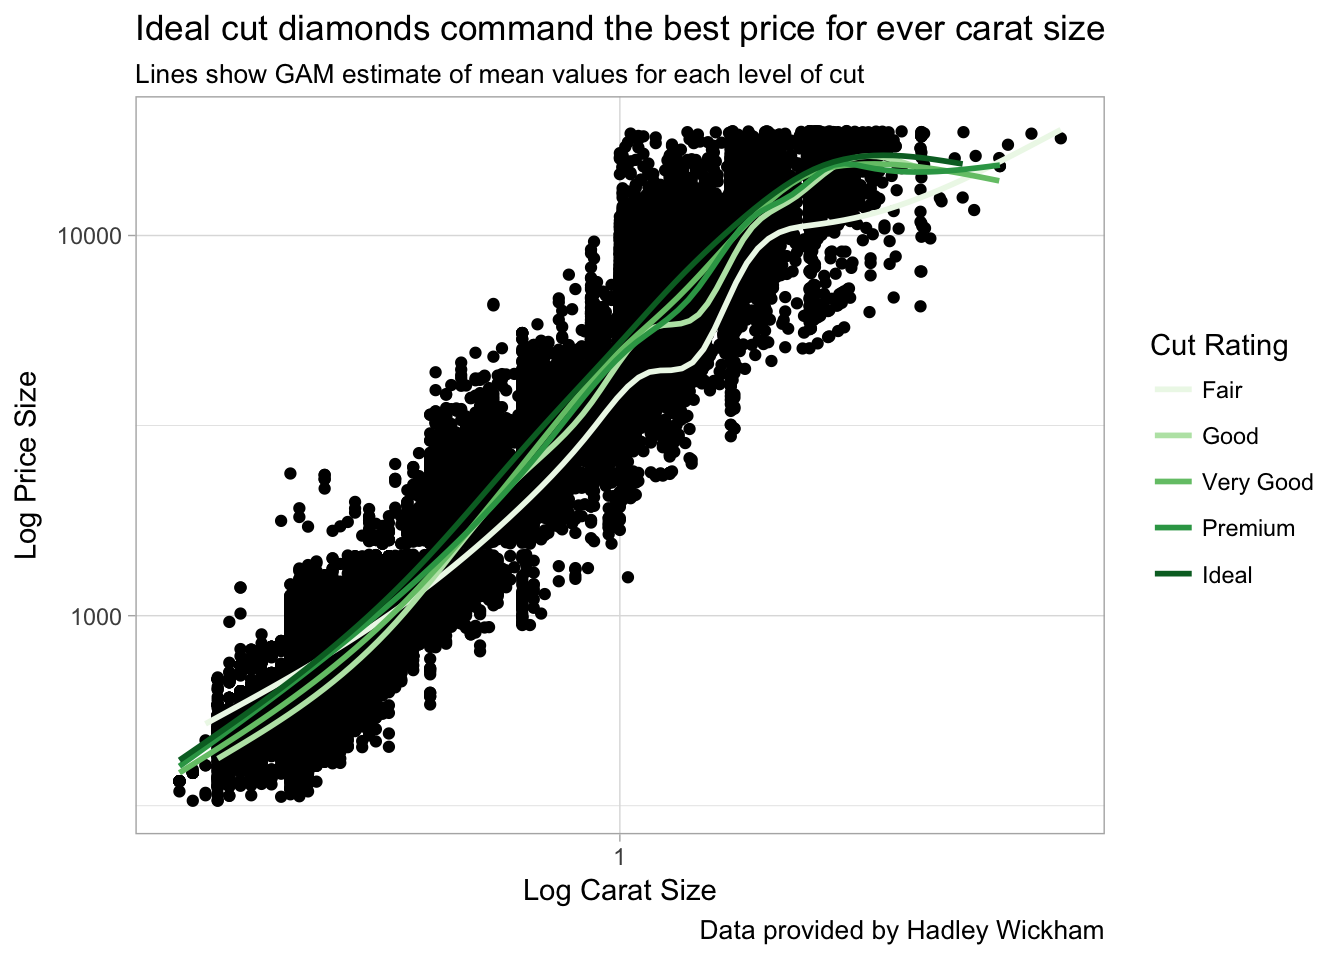 Ideal cut diamonds command the best price for ever carat size
Lines show GAM estimate of mean values for each level of cut
10000
1000
Log Price Size
1
Log Carat Size
Cut Rating
Fair
Good
Very Good
Premium
Ideal
Data provided by Hadley Wickham